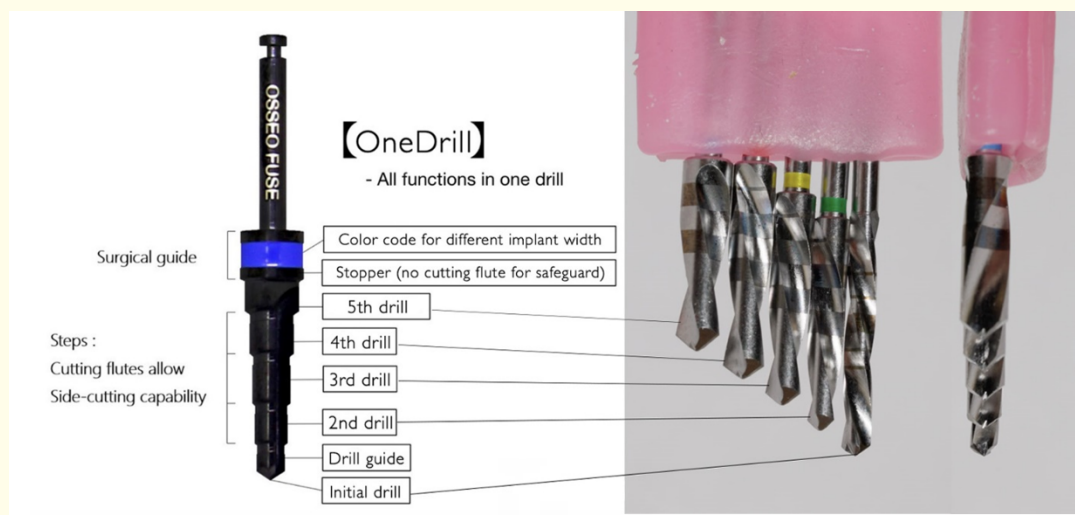 OSSEO FUSE
【OneDrill】
- All functions in one drill
Surgical guide
Color code for different implant width
Stopper (no cutting flute for safeguard)
5th drill
Steps :
Cutting flutes allow
Side-cutting capability
4th drill
3rd drill
2nd drill
Drill guide
Initial drill